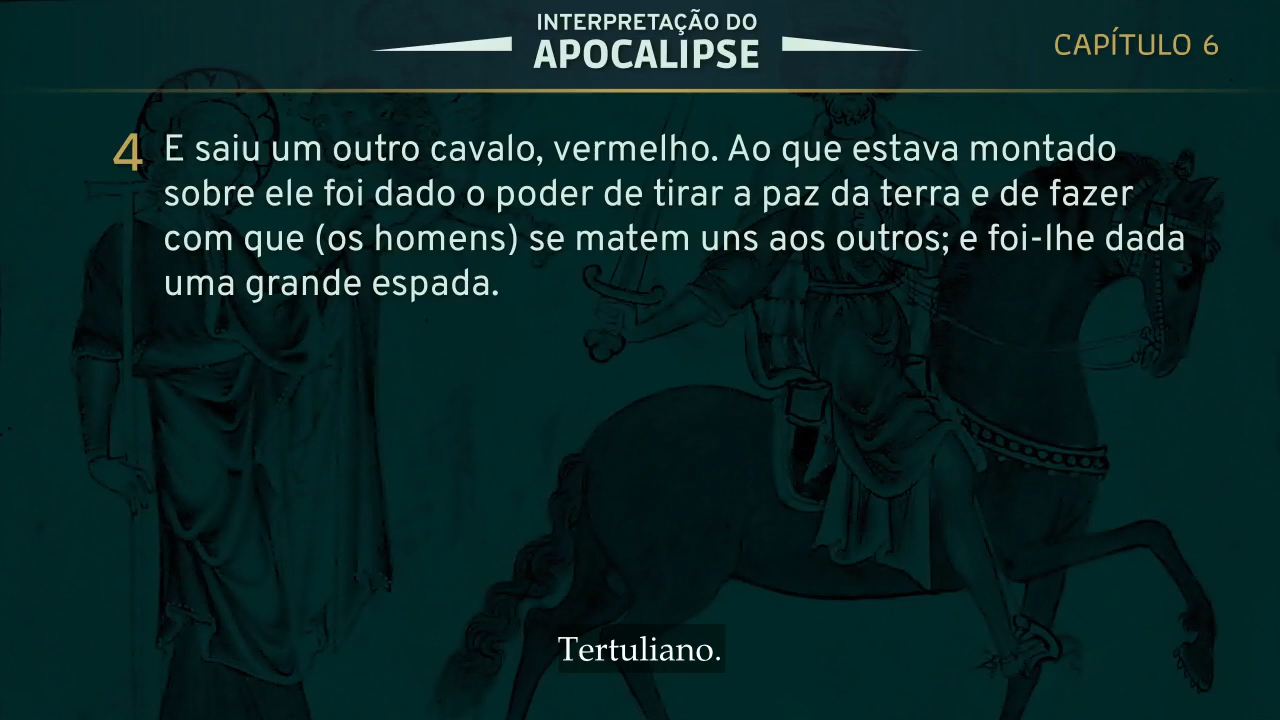 INTERPRETAÇÃO DO
APOCALIPSE
CAPÍTULO 6
4 E saiu um outro cavalo, vermelho. Ao que estava montado
sobre ele foi dado o poder de tirar a paz da terra e de fazer
com que (os homens) se matem uns aos outros; e foi-lhe dada
uma grande espada.
Tertuliano.